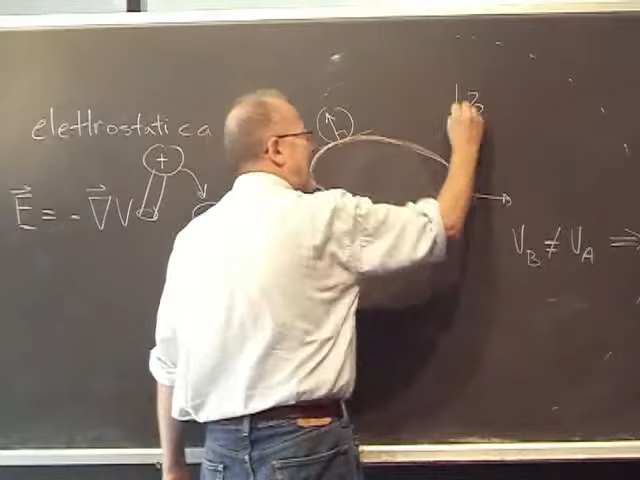 elettrostatica
+
E⃗ = - ∇⃗V
V_B ≠ V_A ⇒